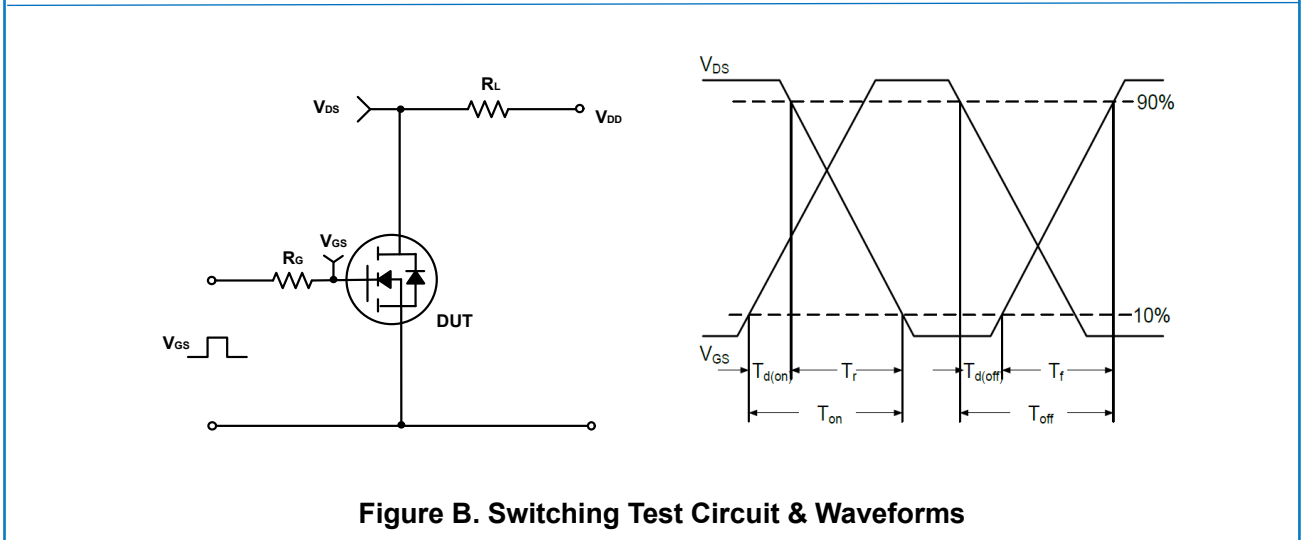 RL
VDS
VDD
VGS
RG
DUT
VGS
VDS
90%
10%
VGS
Td(on)
Tr
Td(off)
Tf
Ton
Toff
Figure B. Switching Test Circuit & Waveforms